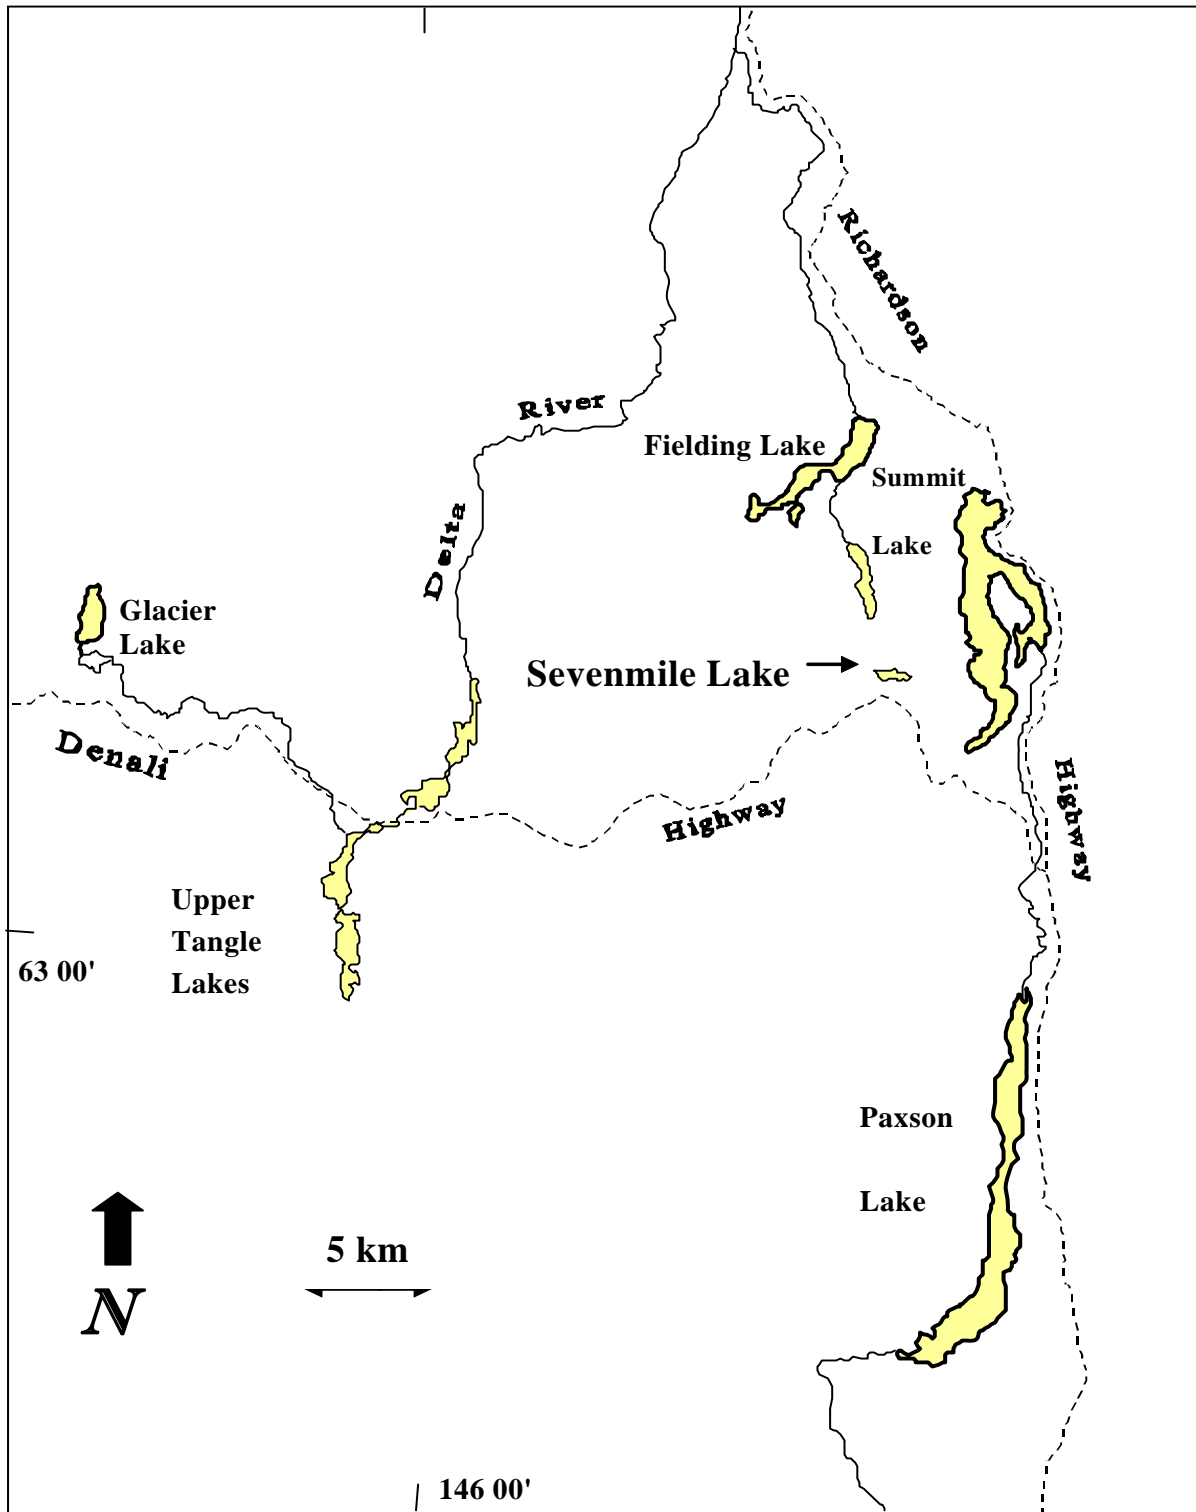 Richardson
River
Fielding Lake
Summit
Delta
Lake
Glacier
Lake
Sevenmile Lake
Denali
Highway
Highway
Upper
Tangle
Lakes
63 00'
Paxson
Lake
5 km
N
146 00'